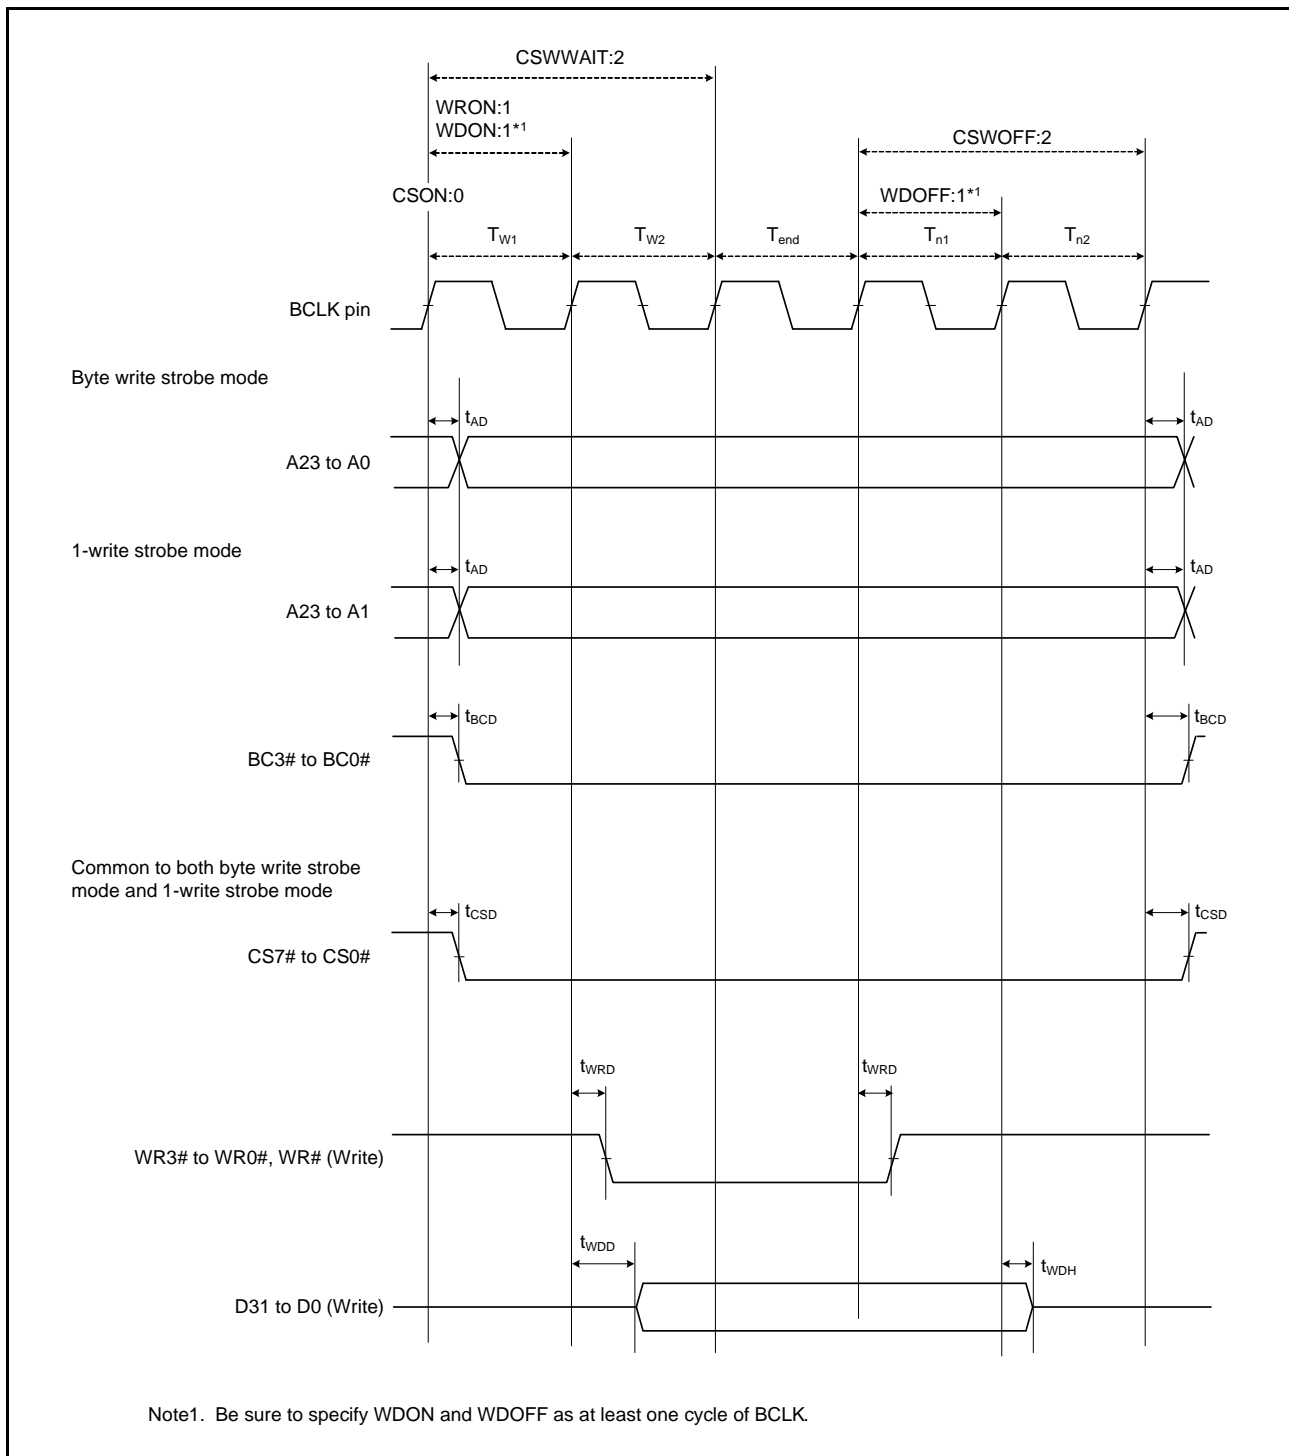 CSWWAIT:2
WRON:1
WDON:1*1
CSWOFF:2
CSON:0
WDOFF:1*1
TW1
TW2
Tend
Tn1
Tn2
BCLK pin
Byte write strobe mode
tAD
tAD
A23 to A0
1-write strobe mode
tAD
tAD
A23 to A1
tBCD
tBCD
BC3# to BC0#
Common to both byte write strobe
mode and 1-write strobe mode
tCSD
tCSD
CS7# to CS0#
tWRD
tWRD
WR3# to WR0#, WR# (Write)
tWDD
tWDH
D31 to D0 (Write)
Note1. Be sure to specify WDON and WDOFF as at least one cycle of BCLK.